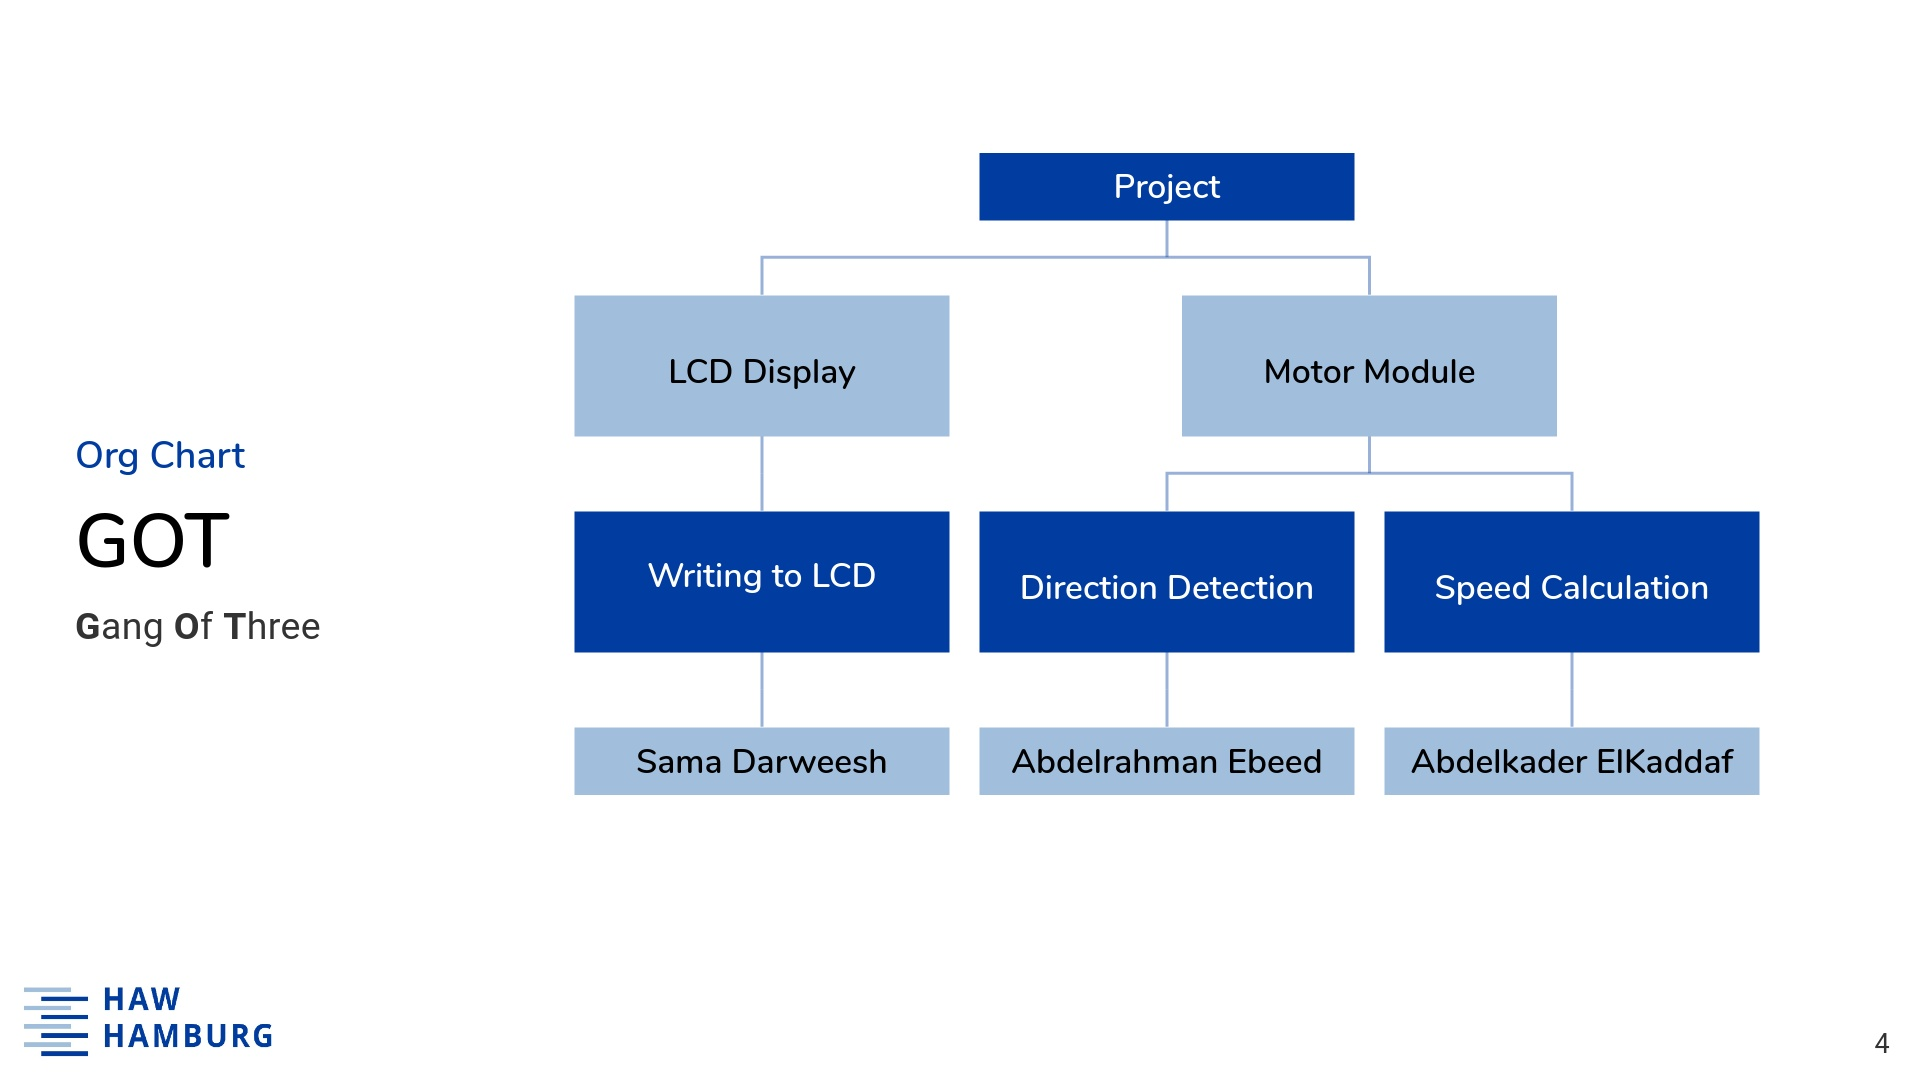 Org Chart
GOT
Gang Of Three
Project
LCD Display
Motor Module
Writing to LCD
Direction Detection
Speed Calculation
Sama Darweesh
Abdelrahman Ebeed
Abdelkader ElKaddaf
HAW
HAMBURG
4